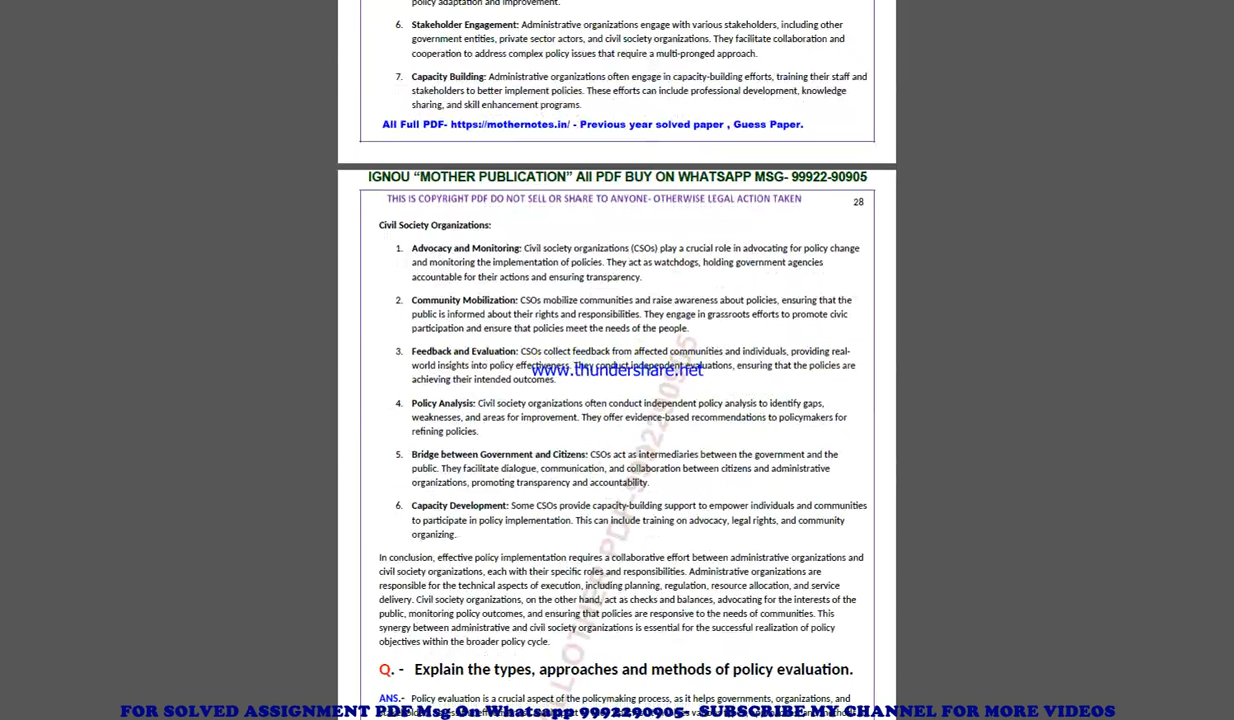 policy adaptation and improvement.
6. Stakeholder Engagement: Administrative organizations engage with various stakeholders, including other
government entities, private sector actors, and civil society organizations. They facilitate collaboration and
cooperation to address complex policy issues that require a multi-pronged approach.
7. Capacity Building: Administrative organizations often engage in capacity-building efforts, training their staff and
stakeholders to better implement policies. These efforts can include professional development, knowledge
sharing, and skill enhancement programs.
All Full PDF- https://mothernotes.in/ - Previous year solved paper , Guess Paper.
IGNOU “MOTHER PUBLICATION” All PDF BUY ON WHATSAPP MSG- 99922-90905
THIS IS COPYRIGHT PDF DO NOT SELL OR SHARE TO ANYONE- OTHERWISE LEGAL ACTION TAKEN
28
Civil Society Organizations:
1. Advocacy and Monitoring: Civil society organizations (CSOs) play a crucial role in advocating for policy change
and monitoring the implementation of policies. They act as watchdogs, holding government agencies
accountable for their actions and ensuring transparency.
2. Community Mobilization: CSOs mobilize communities and raise awareness about policies, ensuring that the
public is informed about their rights and responsibilities. They engage in grassroots efforts to promote civic
participation and ensure that policies meet the needs of the people.
3. Feedback and Evaluation: CSOs collect feedback from affected communities and individuals, providing real-
world insights into policy effectiveness. They conduct independent evaluations, ensuring that the policies are
www.thundershare.net
achieving their intended outcomes.
4. Policy Analysis: Civil society organizations often conduct independent policy analysis to identify gaps,
weaknesses, and areas for improvement. They offer evidence-based recommendations to policymakers for
refining policies.
5. Bridge between Government and Citizens: CSOs act as intermediaries between the government and the
public. They facilitate dialogue, communication, and collaboration between citizens and administrative
organizations, promoting transparency and accountability.
6. Capacity Development: Some CSOs provide capacity-building support to empower individuals and communities
to participate in policy implementation. This can include training on advocacy, legal rights, and community
organizing.
In conclusion, effective policy implementation requires a collaborative effort between administrative organizations and
civil society organizations, each with their specific roles and responsibilities. Administrative organizations are
responsible for the technical aspects of execution, including planning, regulation, resource allocation, and service
delivery. Civil society organizations, on the other hand, act as checks and balances, advocating for the interests of the
public, monitoring policy outcomes, and ensuring that policies are responsive to the needs of communities. This
synergy between administrative and civil society organizations is essential for the successful realization of policy
objectives within the broader policy cycle.
Q. - Explain the types, approaches and methods of policy evaluation.
ANS.- Policy evaluation is a crucial aspect of the policymaking process, as it helps governments, organizations, and
FOR SOLVED ASSIGNMENT PDF Msg On Whatsapp 9992290905- SUBSCRIBE MY CHANNEL FOR MORE VIDEOS